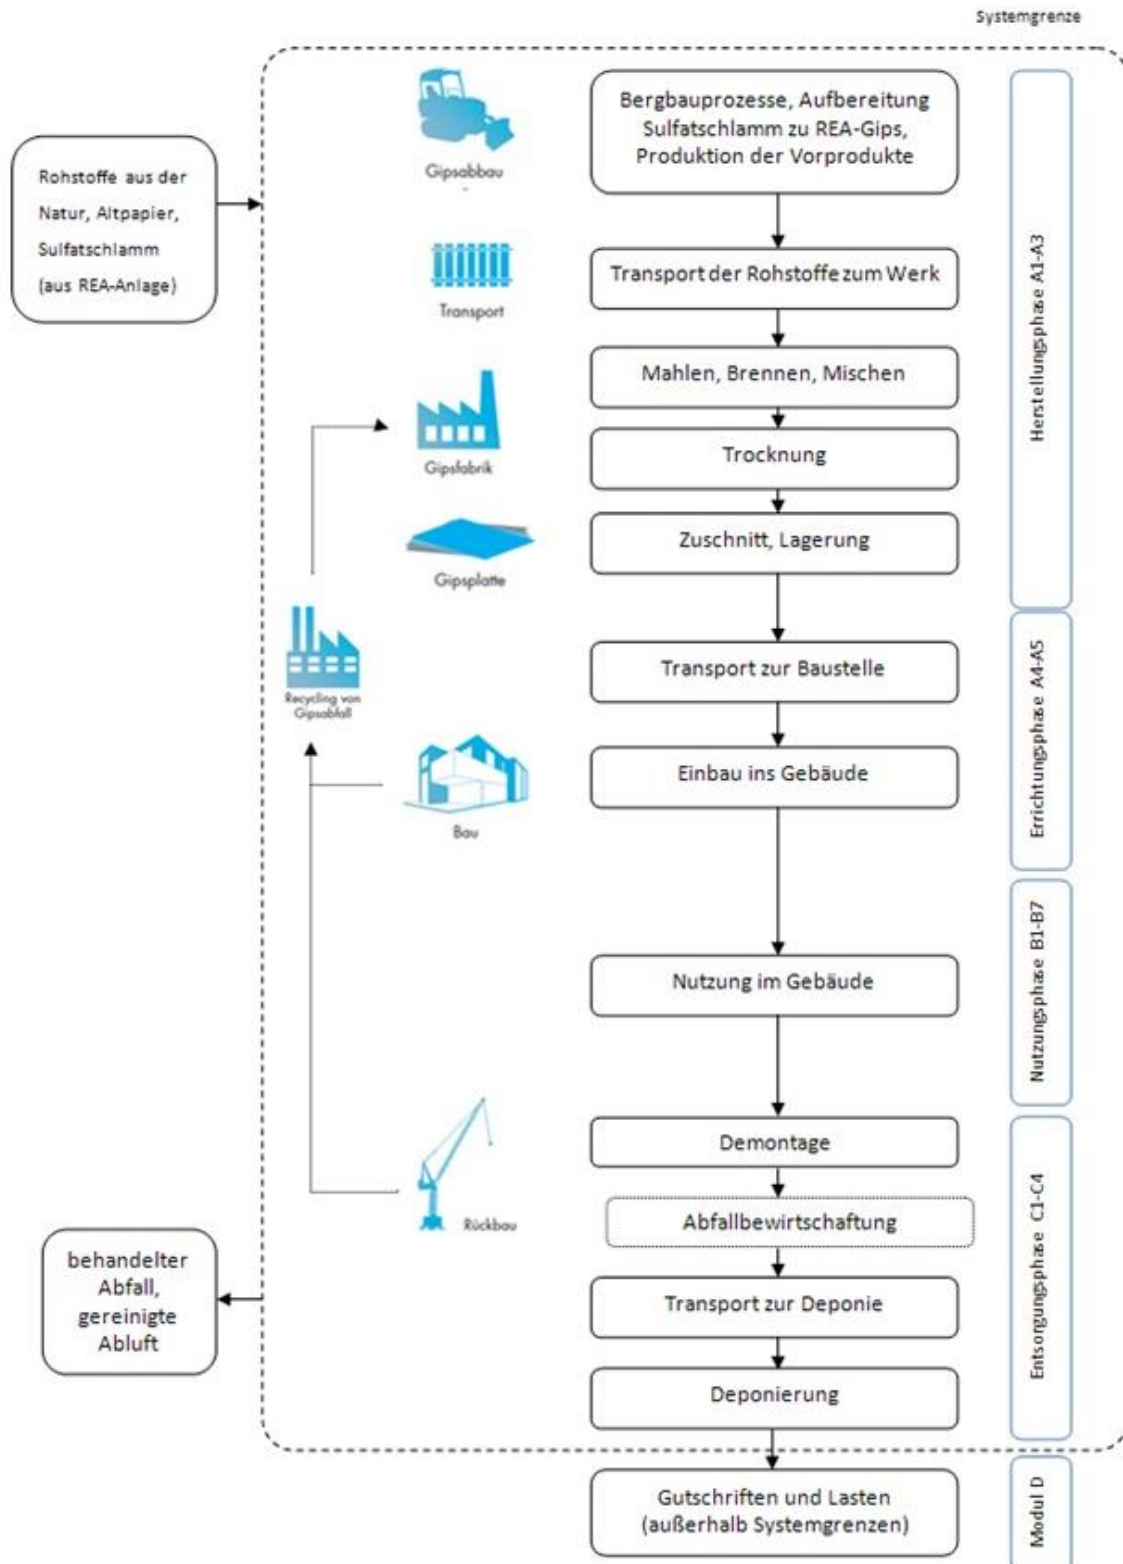 Systemgrenze
Rohstoffe aus der
Natur, Altpapier,
Sulfatschlamm
(aus REA-Anlage)
Gipsabbau
Bergbauprozesse, Aufbereitung
Sulfatschlamm zu REA-Gips,
Produktion der Vorprodukte
Transport
Transport der Rohstoffe zum Werk
Mahlen, Brennen, Mischen
Gipsfabrik
Trocknung
Gipsplatte
Zuschnitt, Lagerung
Herstellungsphase A1-A3
Recycling von
Gipsabfall
Transport zur Baustelle
Bau
Einbau ins Gebäude
Errichtungsphase A4-A5
Nutzung im Gebäude
Nutzungsphase B1-B7
Rückbau
Demontage
Abfallbewirtschaftung
Transport zur Deponie
Deponierung
Entsorgungsphase C1-C4
behandelter
Abfall,
gereinigte
Abluft
Gutschriften und Lasten
(außerhalb Systemgrenzen)
Modul D